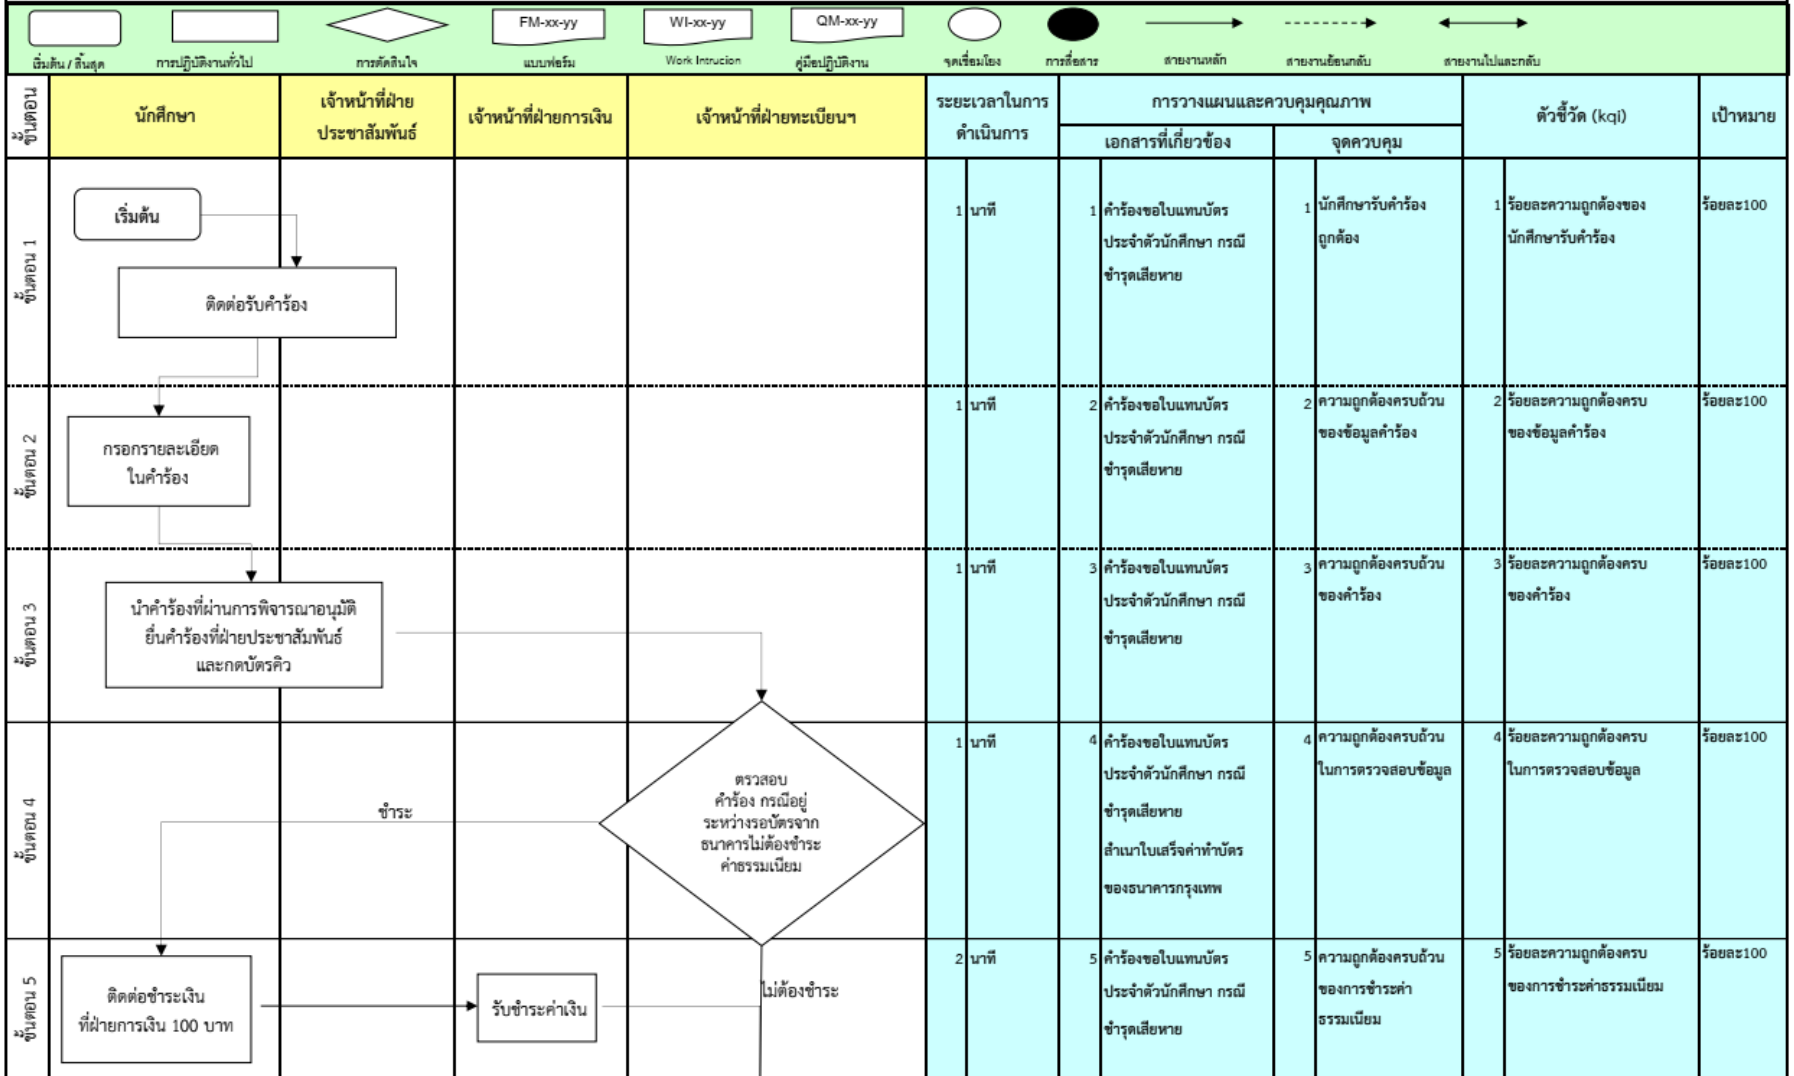 FM-xx-yy
WI-xx-yy
QM-xx-yy
เริ่มต้น / สิ้นสุด
การปฏิบัติงานทั่วไป
การตัดสินใจ
แบบฟอร์ม
Work Intrucion
คู่มือปฏิบัติงาน
จุดเชื่อมโยง
การสื่อสาร
สายงานหลัก
สายงานย้อนกลับ
สายงานไปและกลับ
ขั้นตอน
นักศึกษา
เจ้าหน้าที่ฝ่าย
ประชาสัมพันธ์
เจ้าหน้าที่ฝ่ายการเงิน
เจ้าหน้าที่ฝ่ายทะเบียนฯ
ระยะเวลาในการ
ดำเนินการ
การวางแผนและควบคุมคุณภาพ
เอกสารที่เกี่ยวข้อง
จุดควบคุม
ตัวชี้วัด (kqi)
เป้าหมาย
ขั้นตอน 1
เริ่มต้น
ติดต่อรับคำร้อง
1 นาที
1 คำร้องขอใบแทนบัตร
ประจำตัวนักศึกษา กรณี
ชำรุดเสียหาย
1 นักศึกษารับคำร้อง
ถูกต้อง
1 ร้อยละความถูกต้องของ
นักศึกษารับคำร้อง
ร้อยละ100
ขั้นตอน 2
กรอกรายละเอียด
ในคำร้อง
1 นาที
2 คำร้องขอใบแทนบัตร
ประจำตัวนักศึกษา กรณี
ชำรุดเสียหาย
2 ความถูกต้องครบถ้วน
ของข้อมูลคำร้อง
2 ร้อยละความถูกต้องครบ
ของข้อมูลคำร้อง
ร้อยละ100
ขั้นตอน 3
นำคำร้องที่ผ่านการพิจารณาอนุมัติ
ยื่นคำร้องที่ฝ่ายประชาสัมพันธ์
และกดบัตรคิว
1 นาที
3 คำร้องขอใบแทนบัตร
ประจำตัวนักศึกษา กรณี
ชำรุดเสียหาย
3 ความถูกต้องครบถ้วน
ของคำร้อง
3 ร้อยละความถูกต้องครบ
ของคำร้อง
ร้อยละ100
ขั้นตอน 4
ชำระ
ตรวสอบ
คำร้อง กรณีอยู่
ระหว่างรอบัตรจาก
ธนาคารไม่ต้องชำระ
ค่าธรรมเนียม
1 นาที
4 คำร้องขอใบแทนบัตร
ประจำตัวนักศึกษา กรณี
ชำรุดเสียหาย
สำเนาใบเสร็จค่าทำบัตร
ของธนาคารกรุงเทพ
4 ความถูกต้องครบถ้วน
ในการตรวจสอบข้อมูล
4 ร้อยละความถูกต้องครบ
ในการตรวจสอบข้อมูล
ร้อยละ100
ขั้นตอน 5
ติดต่อชำระเงิน
ที่ฝ่ายการเงิน 100 บาท
รับชำระค่าเงิน
ไม่ต้องชำระ
2 นาที
5 คำร้องขอใบแทนบัตร
ประจำตัวนักศึกษา กรณี
ชำรุดเสียหาย
5 ความถูกต้องครบถ้วน
ของการชำระค่า
ธรรมเนียม
5 ร้อยละความถูกต้องครบ
ของการชำระค่าธรรมเนียม
ร้อยละ100